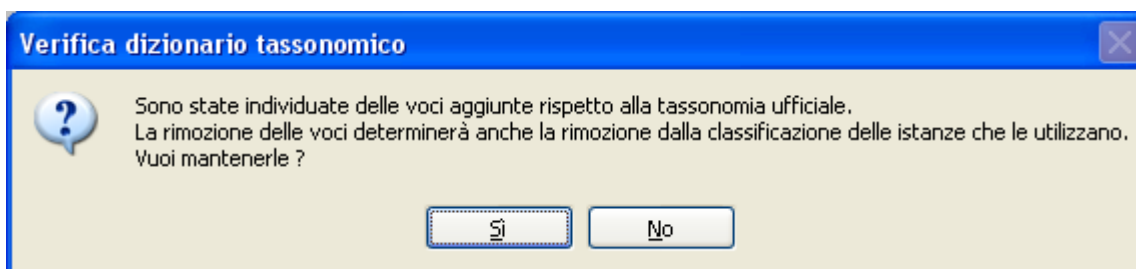 Verifica dizionario tassonomico
Sono state individuate delle voci aggiunte rispetto alla tassonomia ufficiale.
La rimozione delle voci determinerà anche la rimozione dalla classificazione delle istanze che le utilizzano.
Vuoi mantenerle ?
Sì No